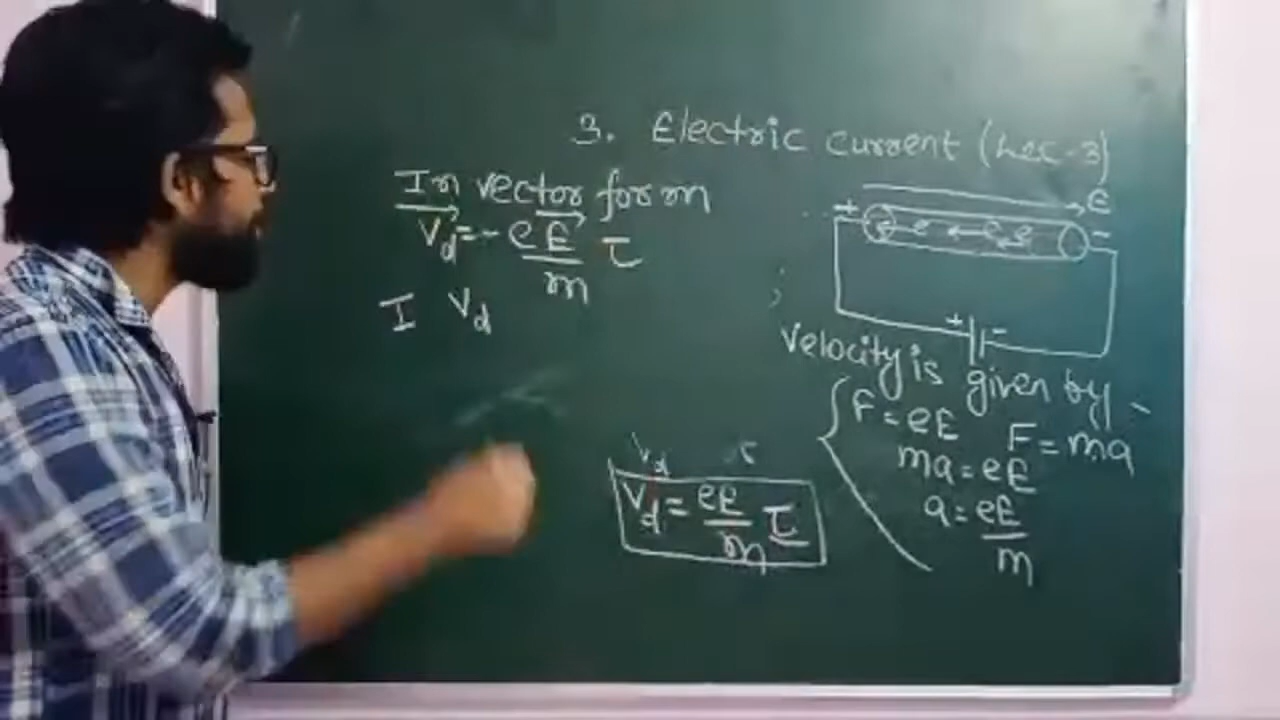 3. Electric current (Lec-3)
In vector form
V⃗d = - eE⃗/m τ
I Vd
+ E
- e e e
+ -
Velocity is given by
F = eE F = ma
ma = eE
a = eE/m
Vd τ
Vd = eE/m τ